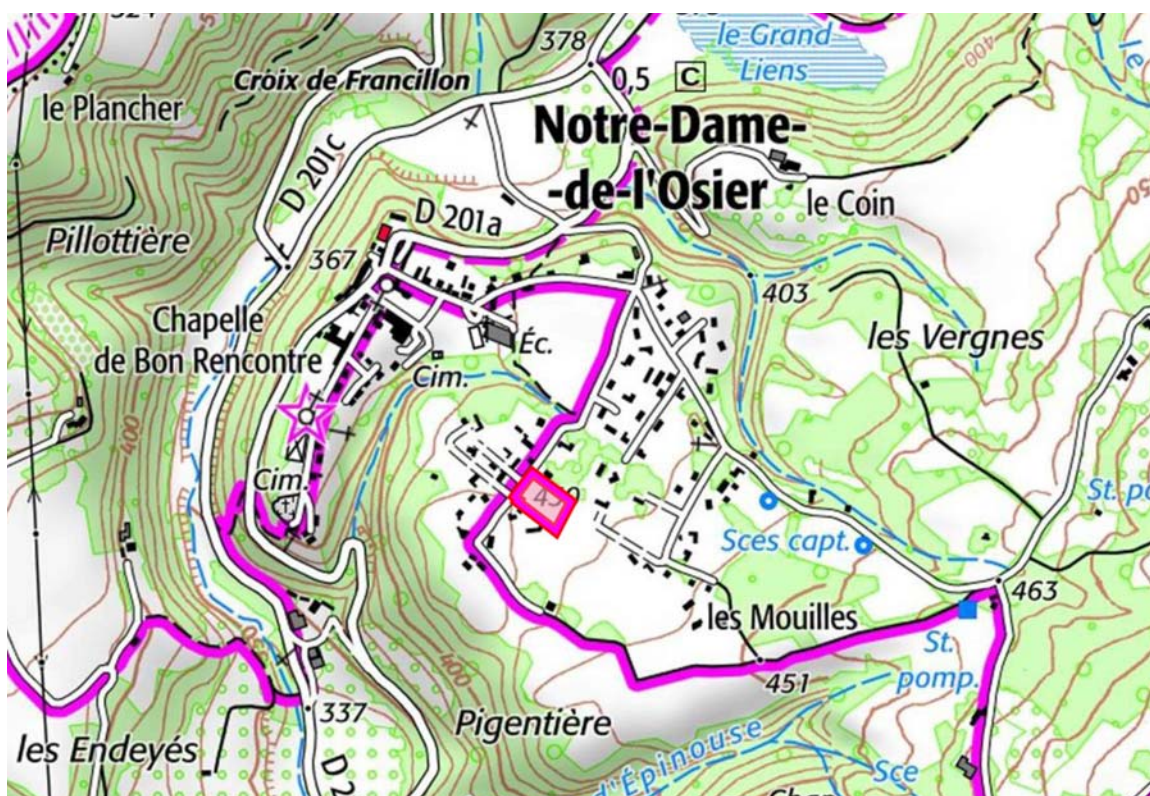 378
le Grand
Liens
400
Croix de Francillon
0,5
C
le Plancher
Notre-Dame-
-de-l'Osier
D 201c
D 201a
le Coin
Pillottière
367
403
Chapelle
de Bon Rencontre
Éc.
les Vergnes
Cim.
400
Cim.
Sces capt.
463
les Mouilles
St.
pomp.
451
400
337
Pigentière
les Endeyés
d'Épinouse
Sce